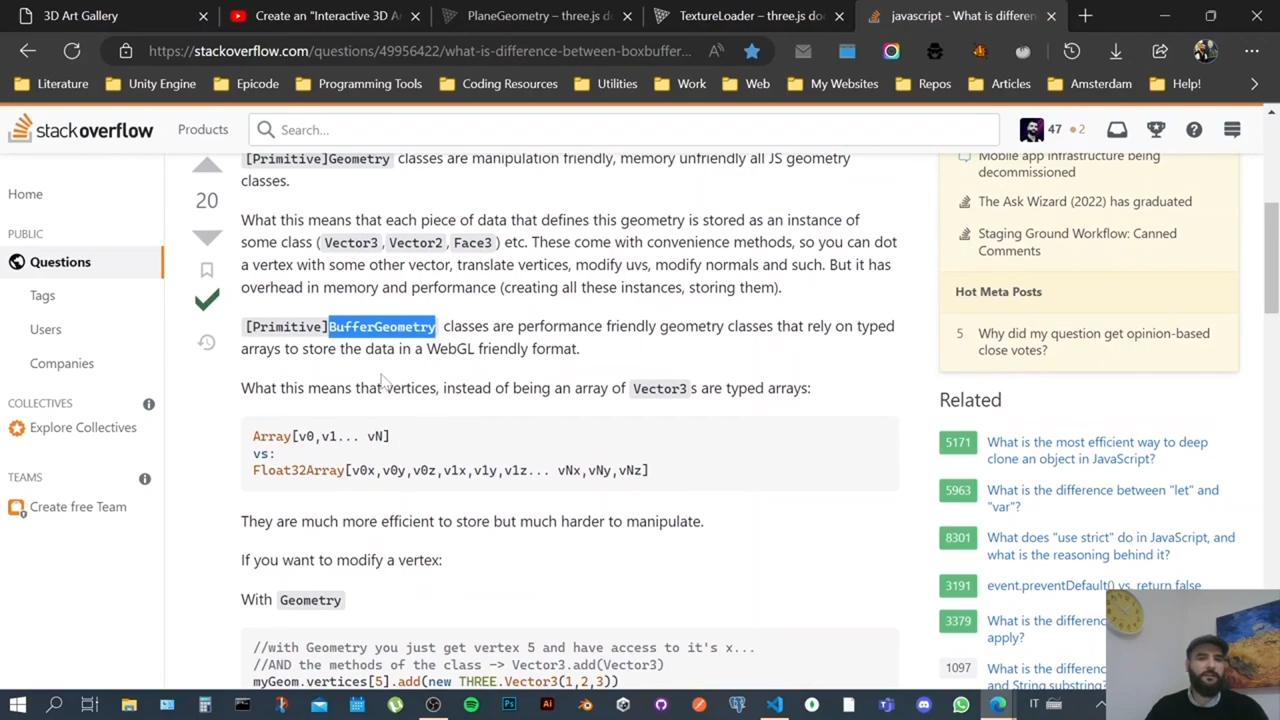 3D Art Gallery
Create an "Interactive 3D Ar
PlaneGeometry – three.js do
TextureLoader – three.js doc
javascript - What is differen
https://stackoverflow.com/questions/49956422/what-is-difference-between-boxbuffer...
Literature
Unity Engine
Epicode
Programming Tools
Coding Resources
Utilities
Work
Web
My Websites
Repos
Articles
Amsterdam
Help!
stackoverflow
Products
Search...
47
2
[Primitive]Geometry classes are manipulation friendly, memory unfriendly all JS geometry
classes.
20
What this means that each piece of data that defines this geometry is stored as an instance of
some class (Vector3,Vector2,Face3) etc. These come with convenience methods, so you can dot
a vertex with some other vector, translate vertices, modify uvs, modify normals and such. But it has
overhead in memory and performance (creating all these instances, storing them).
[Primitive]BufferGeometry classes are performance friendly geometry classes that rely on typed
arrays to store the data in a WebGL friendly format.
What this means that vertices, instead of being an array of Vector3s are typed arrays:
Array[v0,v1... vN]
vs:
Float32Array[v0x,v0y,v0z,v1x,v1y,v1z... vNx,vNy,vNz]
They are much more efficient to store but much harder to manipulate.
If you want to modify a vertex:
With Geometry
//with Geometry you just get vertex 5 and have access to it's x...
//AND the methods of the class -> Vector3.add(Vector3)
myGeom.vertices[5].add(new THREE.Vector3(1,2,3))
Home
PUBLIC
Questions
Tags
Users
Companies
COLLECTIVES
Explore Collectives
TEAMS
Create free Team
Mobile app infrastructure being
decommissioned
The Ask Wizard (2022) has graduated
Staging Ground Workflow: Canned
Comments
Hot Meta Posts
5 Why did my question get opinion-based
close votes?
Related
5171 What is the most efficient way to deep
clone an object in JavaScript?
5963 What is the difference between "let" and
"var"?
8301 What does "use strict" do in JavaScript, and
what is the reasoning behind it?
3191 event.preventDefault() vs. return false
3379 What is the differe
apply?
1097 What is the differen
and String substring?
IT